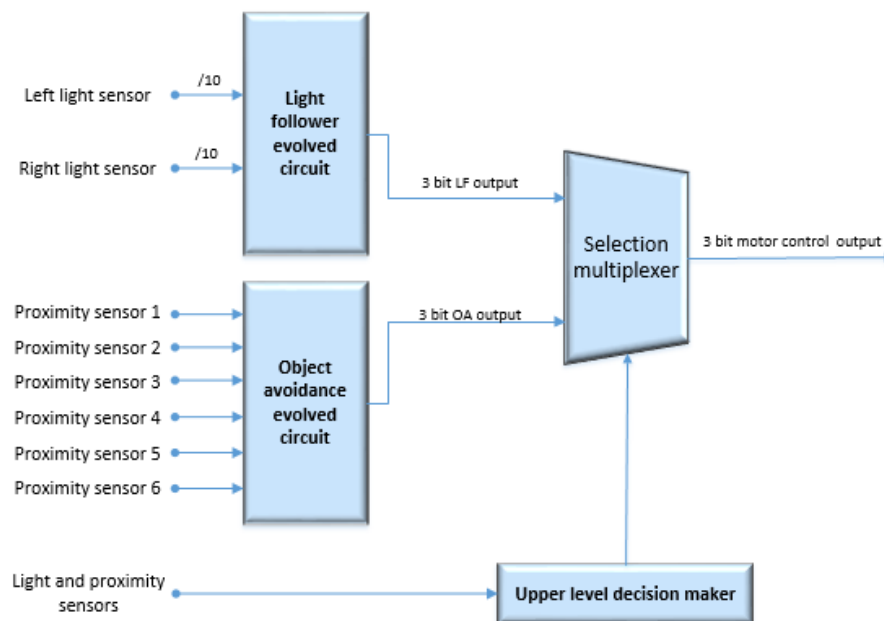 Left light sensor
/10
Right light sensor
/10
Light
follower
evolved
circuit
3 bit LF output
Selection
multiplexer
3 bit motor control output
Proximity sensor 1
Proximity sensor 2
Proximity sensor 3
Proximity sensor 4
Proximity sensor 5
Proximity sensor 6
Object
avoidance
evolved
circuit
3 bit OA output
Light and proximity
sensors
Upper level decision maker